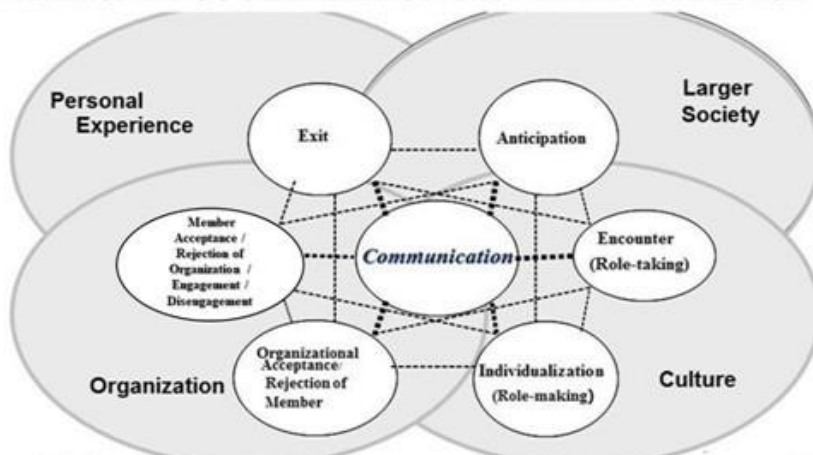 Personal
Experience
Larger
Society
Exit
Anticipation
Member
Acceptance /
Rejection of
Organization /
Engagement /
Disengagement
Communication
Encounter
(Role-taking)
Organizational
Acceptance/
Rejection of
Member
Individualization
(Role-making)
Organization
Culture